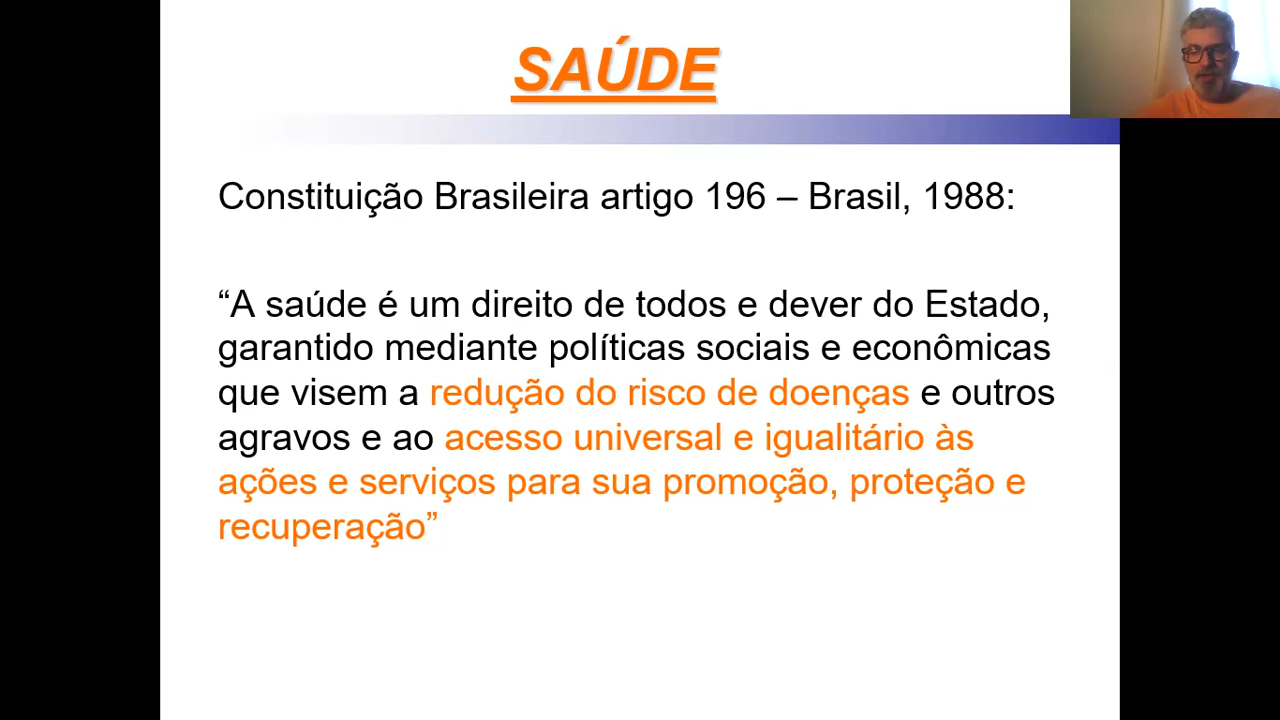 SAÚDE
Constituição Brasileira artigo 196 – Brasil, 1988:
“A saúde é um direito de todos e dever do Estado,
garantido mediante políticas sociais e econômicas
que visem a redução do risco de doenças e outros
agravos e ao acesso universal e igualitário às
ações e serviços para sua promoção, proteção e
recuperação”